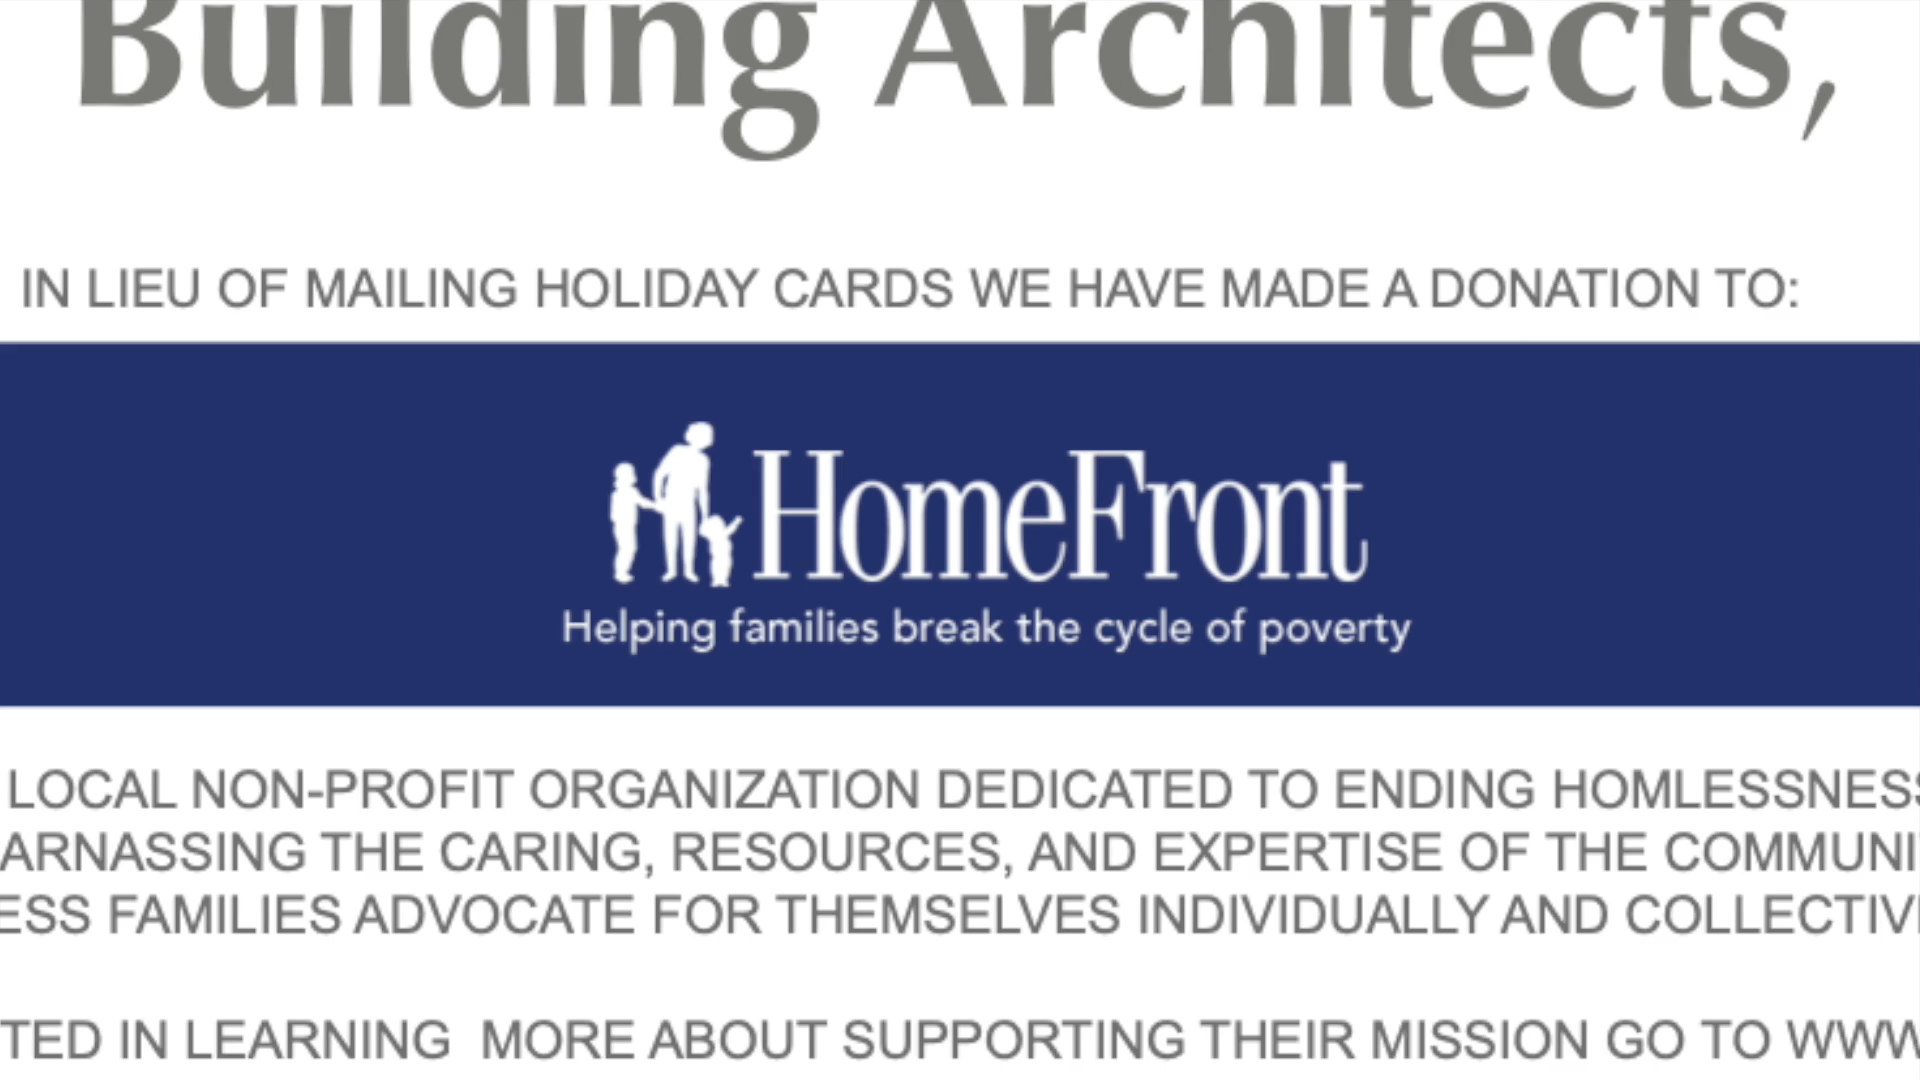 Building Architects,
IN LIEU OF MAILING HOLIDAY CARDS WE HAVE MADE A DONATION TO:
HomeFront
Helping families break the cycle of poverty
LOCAL NON-PROFIT ORGANIZATION DEDICATED TO ENDING HOMLESSNESS
ARNASSING THE CARING, RESOURCES, AND EXPERTISE OF THE COMMUNI
ESS FAMILIES ADVOCATE FOR THEMSELVES INDIVIDUALLY AND COLLECTIV
TED IN LEARNING MORE ABOUT SUPPORTING THEIR MISSION GO TO WWW